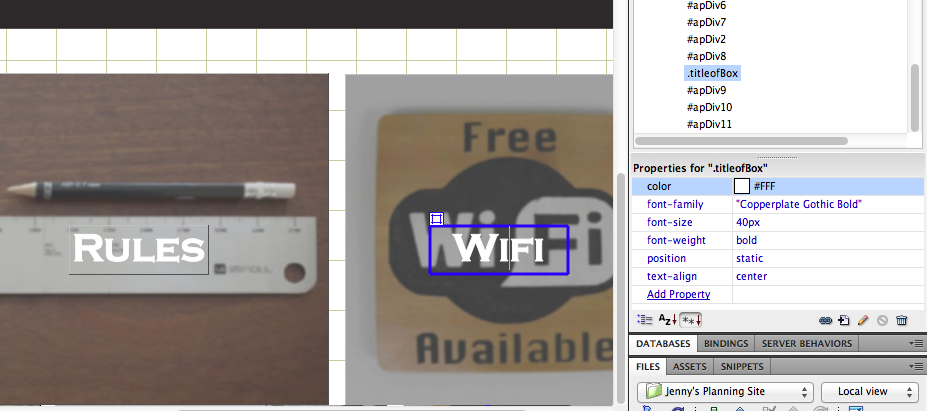 #apDiv6
#apDiv7
#apDiv2
#apDiv8
.titleofBox
#apDiv9
#apDiv10
#apDiv11
Free
WiFi
Available
RULES
WIFI
Properties for ".titleofBox"
color #FFF
font-family "Copperplate Gothic Bold"
font-size 40px
font-weight bold
position static
text-align center
Add Property
DATABASES BINDINGS SERVER BEHAVIORS
FILES ASSETS SNIPPETS
Jenny's Planning Site Local view